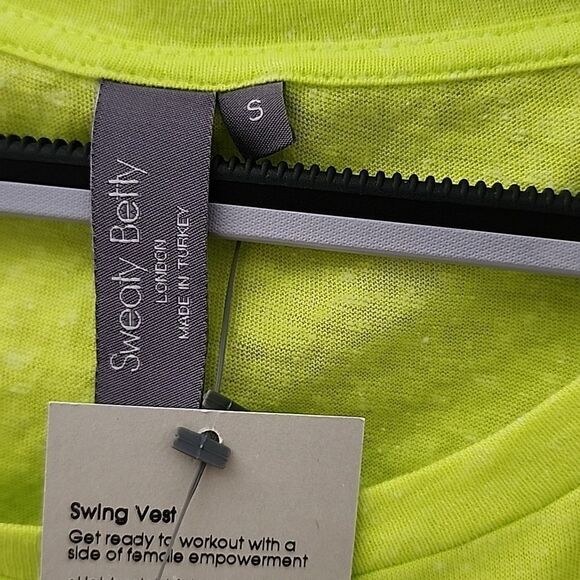 Sweaty Betty
LONDON
MADE IN TURKEY
S
Swing Vest
Get ready to workout with a
side of female empowerment